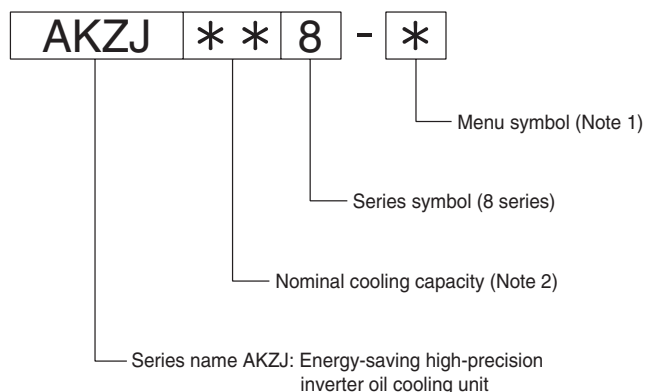 AKZJ ** 8 - *
Menu symbol (Note 1)
Series symbol (8 series)
Nominal cooling capacity (Note 2)
Series name AKZJ: Energy-saving high-precision
inverter oil cooling unit